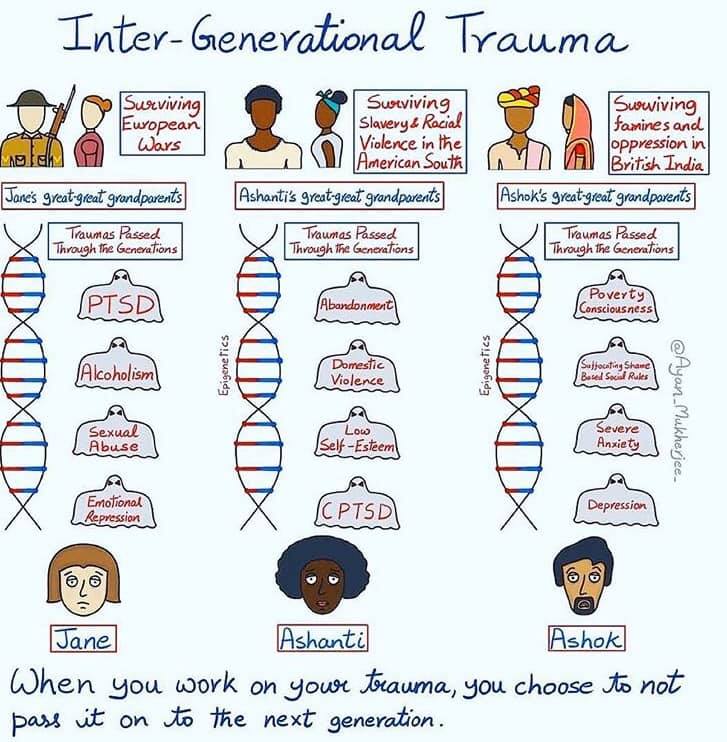 Inter-Generational Trauma
Surviving
European
Wars
Jane's great-great grandparents
Surviving
Slavery & Racial
Violence in the
American South
Ashanti's great-great grandparents
Surviving
famines and
oppression in
British India
Ashok's great-great grandparents
Traumas Passed
Through the Generations
PTSD
Alcoholism
Sexual
Abuse
Emotional
Repression
Jane
Epigenetics
Traumas Passed
Through the Generations
Abandonment
Domestic
Violence
Low
Self-Esteem
CPTSD
Ashanti
Epigenetics
Traumas Passed
Through the Generations
Poverty
Consciousness
Suffocating Shame
Based Social Rules
Severe
Anxiety
Depression
Ashok
@Ayan_Mukherjee_
When you work on your trauma, you choose to not
pass it on to the next generation.